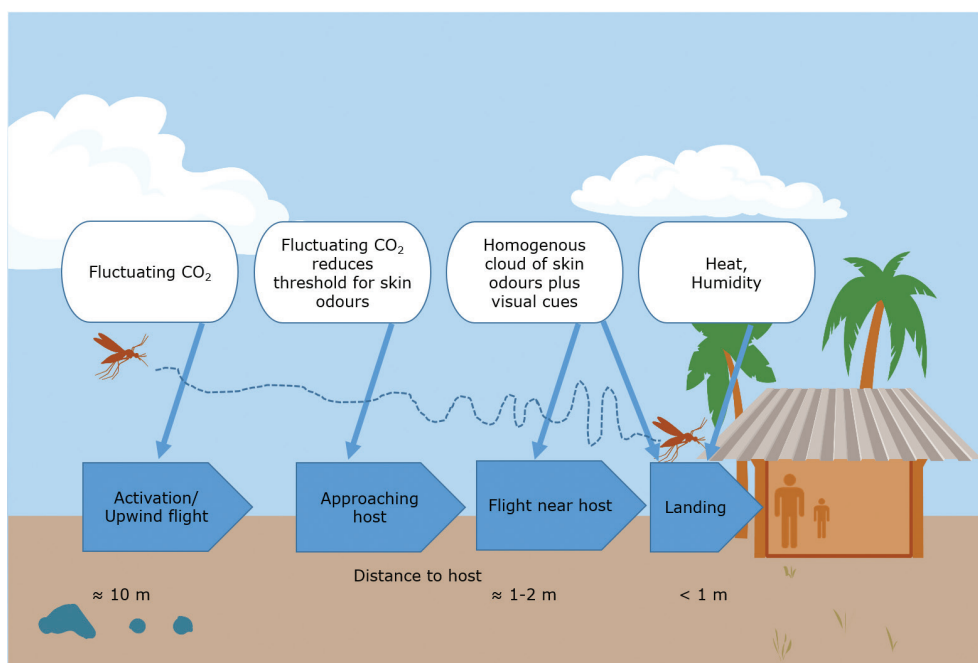 Fluctuating CO₂
Fluctuating CO₂
reduces
threshold for skin
odours
Homogenous
cloud of skin
odours plus
visual cues
Heat,
Humidity
Activation/
Upwind flight
Approaching
host
Flight near host
Landing
Distance to host
≈ 10 m
≈ 1-2 m
< 1 m